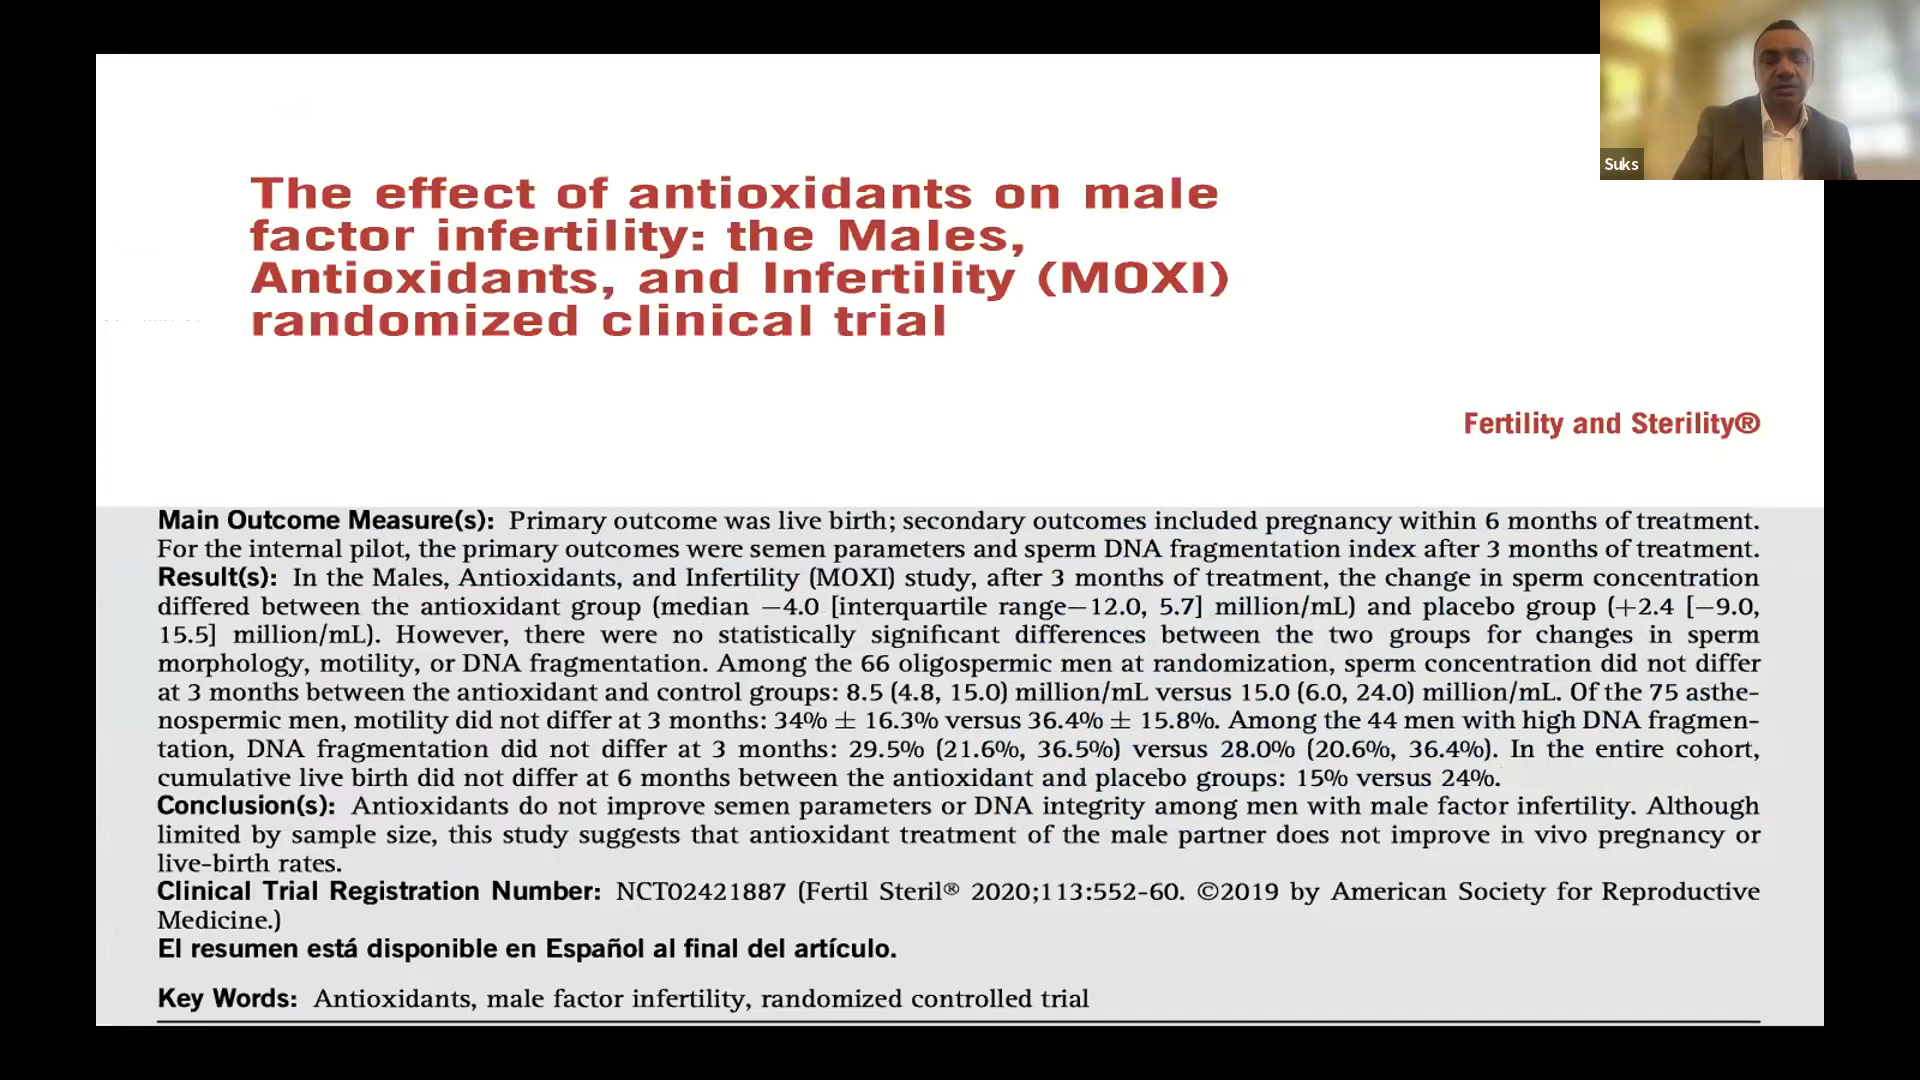 Suks
The effect of antioxidants on male
factor infertility: the Males,
Antioxidants, and Infertility (MOXI)
randomized clinical trial
Fertility and Sterility®
Main Outcome Measure(s): Primary outcome was live birth; secondary outcomes included pregnancy within 6 months of treatment.
For the internal pilot, the primary outcomes were semen parameters and sperm DNA fragmentation index after 3 months of treatment.
Result(s): In the Males, Antioxidants, and Infertility (MOXI) study, after 3 months of treatment, the change in sperm concentration
differed between the antioxidant group (median −4.0 [interquartile range−12.0, 5.7] million/mL) and placebo group (+2.4 [−9.0,
15.5] million/mL). However, there were no statistically significant differences between the two groups for changes in sperm
morphology, motility, or DNA fragmentation. Among the 66 oligospermic men at randomization, sperm concentration did not differ
at 3 months between the antioxidant and control groups: 8.5 (4.8, 15.0) million/mL versus 15.0 (6.0, 24.0) million/mL. Of the 75 asthe-
nospermic men, motility did not differ at 3 months: 34% ± 16.3% versus 36.4% ± 15.8%. Among the 44 men with high DNA fragmen-
tation, DNA fragmentation did not differ at 3 months: 29.5% (21.6%, 36.5%) versus 28.0% (20.6%, 36.4%). In the entire cohort,
cumulative live birth did not differ at 6 months between the antioxidant and placebo groups: 15% versus 24%.
Conclusion(s): Antioxidants do not improve semen parameters or DNA integrity among men with male factor infertility. Although
limited by sample size, this study suggests that antioxidant treatment of the male partner does not improve in vivo pregnancy or
live-birth rates.
Clinical Trial Registration Number: NCT02421887 (Fertil Steril® 2020;113:552-60. ©2019 by American Society for Reproductive
Medicine.)
El resumen está disponible en Español al final del artículo.
Key Words: Antioxidants, male factor infertility, randomized controlled trial